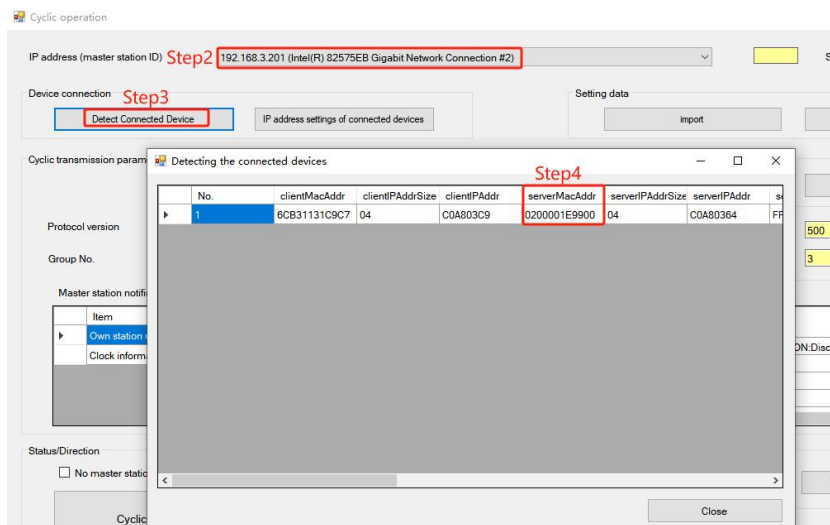 Cyclic operation
IP address (master station ID) Step2 192.168.3.201 (Intel(R) 82575EB Gigabit Network Connection #2)
Device connection Step3 Setting data
Detect Connected Device IP address settings of connected devices import
Cyclic transmission param Detecting the connected devices
Step4
No. clientMacAddr clientIPAddrSize clientIPAddr serverMacAddr serverIPAddrSize serverIPAddr
1 6CB31131C9C7 04 C0A803C9 0200001E9900 04 C0A80364 FF
Protocol version 500
Group No. 3
Master station notifi
Item
Own station
Clock inform ON:Disc
Status/Direction
No master static
Cyclic Close